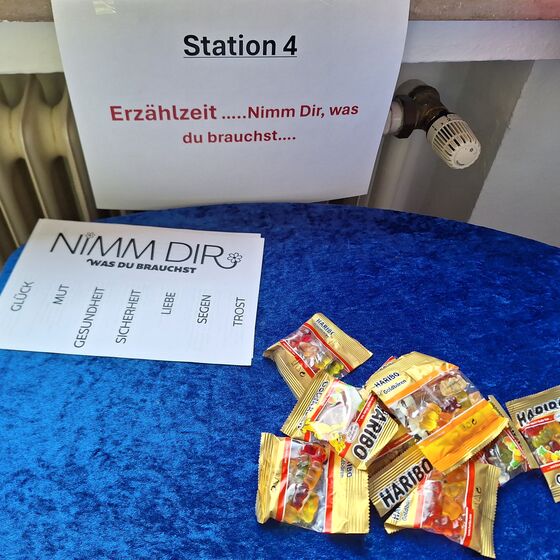 Station 4
Erzählzeit .....Nimm Dir, was
du brauchst....
NIMM DIR
WAS DU BRAUCHST
GLÜCK
MUT
GESUNDHEIT
SICHERHEIT
LIEBE
SEGEN
TROST
HARIBO
HARIBO
Goldbären
HARIBO
HARIBO
HARIBO